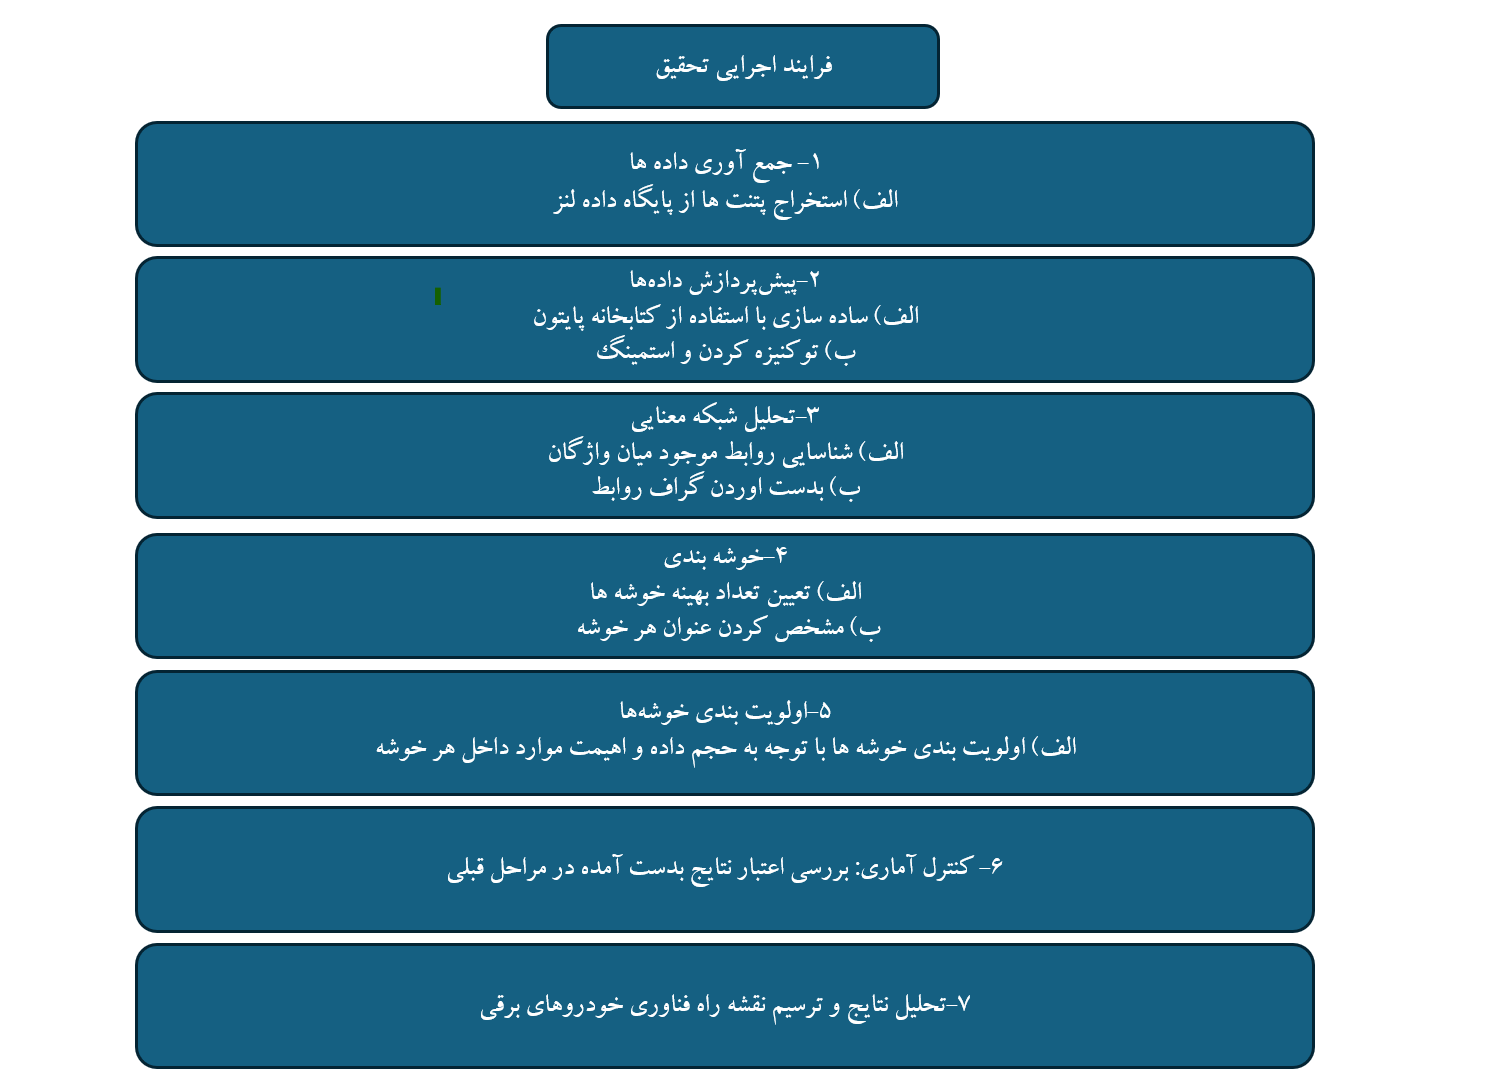 فرایند اجرایی تحقیق
۱- جمع آوری داده ها
الف) استخراج پتنت ها از پایگاه داده لنز
۲-پیش‌پردازش داده‌ها
الف) ساده سازی با استفاده از کتابخانه پایتون
ب) توکنیزه کردن و استمینگ
۳-تحلیل شبکه معنایی
الف) شناسایی روابط موجود میان واژگان
ب) بدست اوردن گراف روابط
۴-خوشه بندی
الف) تعیین تعداد بهینه خوشه ها
ب) مشخص کردن عنوان هر خوشه
۵-اولویت بندی خوشه‌ها
الف) اولویت بندی خوشه ها با توجه به حجم داده و اهیمت موارد داخل هر خوشه
۶- کنترل آماری: بررسی اعتبار نتایج بدست آمده در مراحل قبلی
۷-تحلیل نتایج و ترسیم نقشه راه فناوری خودروهای برقی